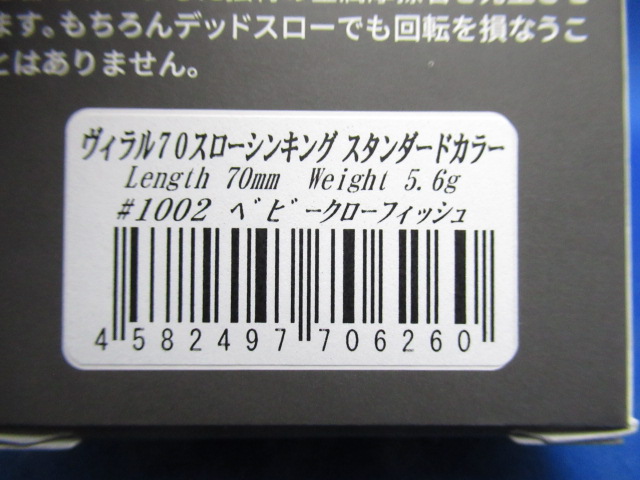 ます。もちろんデッドスローでも回転を損なうこ
とはありません。
ヴィラル70スローシンキング スタンダードカラー
Length 70mm Weight 5.6g
#1002 ベビークローフィッシュ
4 582497 706260